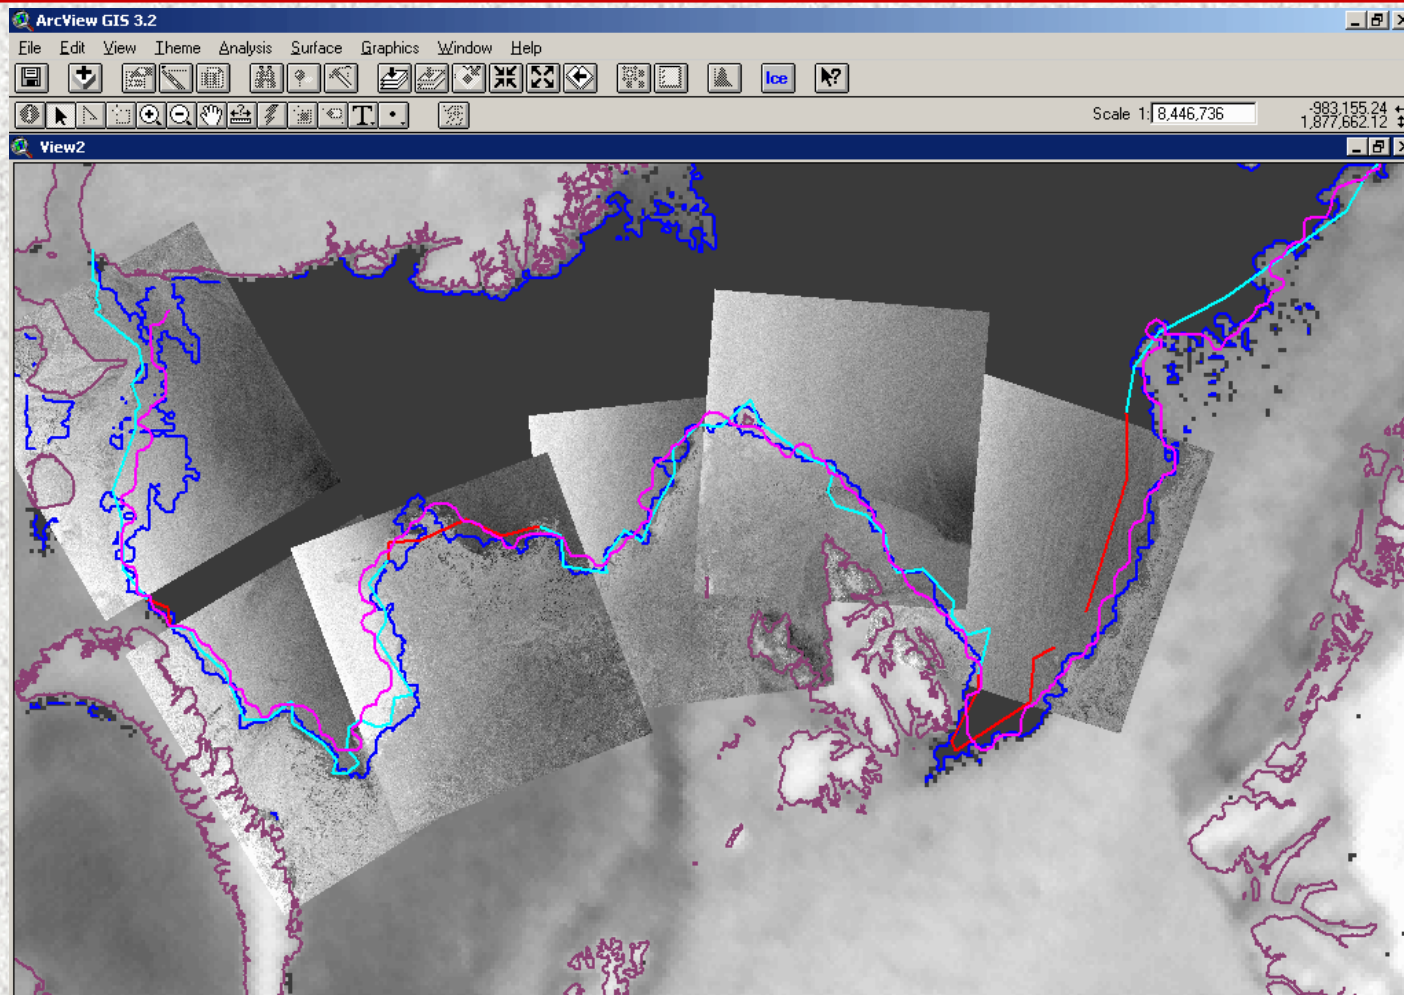 ArcView GIS 3.2
File Edit View Theme Analysis Surface Graphics Window Help
Ice
Scale 1: 8,446,736
-983,155.24
1,877,662.12
View2